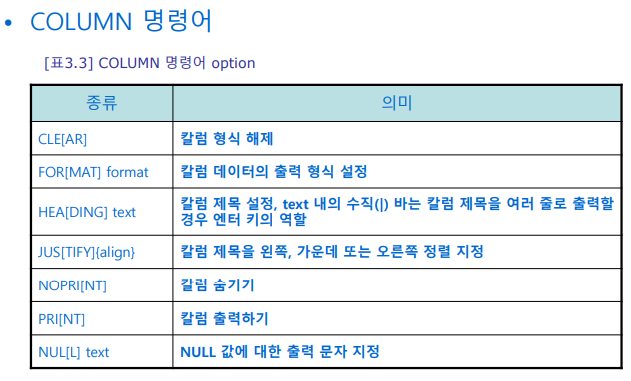 • COLUMN 명령어
[표3.3] COLUMN 명령어 option
종류 의미
CLE[AR] 칼럼 형식 해제
FOR[MAT] format 칼럼 데이터의 출력 형식 설정
HEA[DING] text 칼럼 제목 설정, text 내의 수직(|) 바는 칼럼 제목을 여러 줄로 출력할
경우 엔터 키의 역할
JUS[TIFY]{align} 칼럼 제목을 왼쪽, 가운데 또는 오른쪽 정렬 지정
NOPRI[NT] 칼럼 숨기기
PRI[NT] 칼럼 출력하기
NUL[L] text NULL 값에 대한 출력 문자 지정